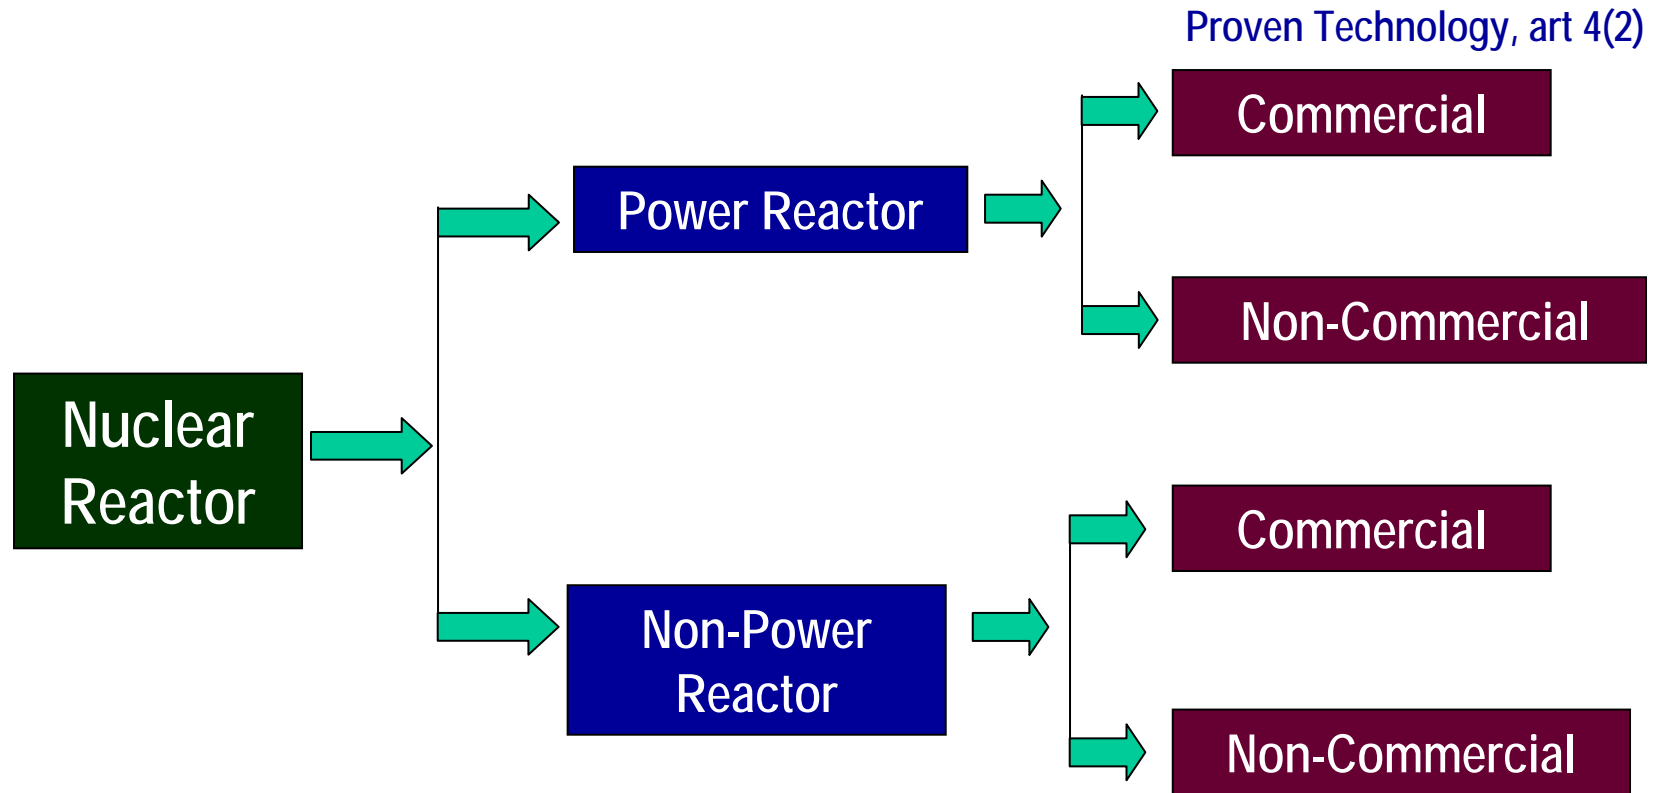 Proven Technology, art 4(2)
Commercial
Power Reactor
Non-Commercial
Nuclear
Reactor
Commercial
Non-Power
Reactor
Non-Commercial